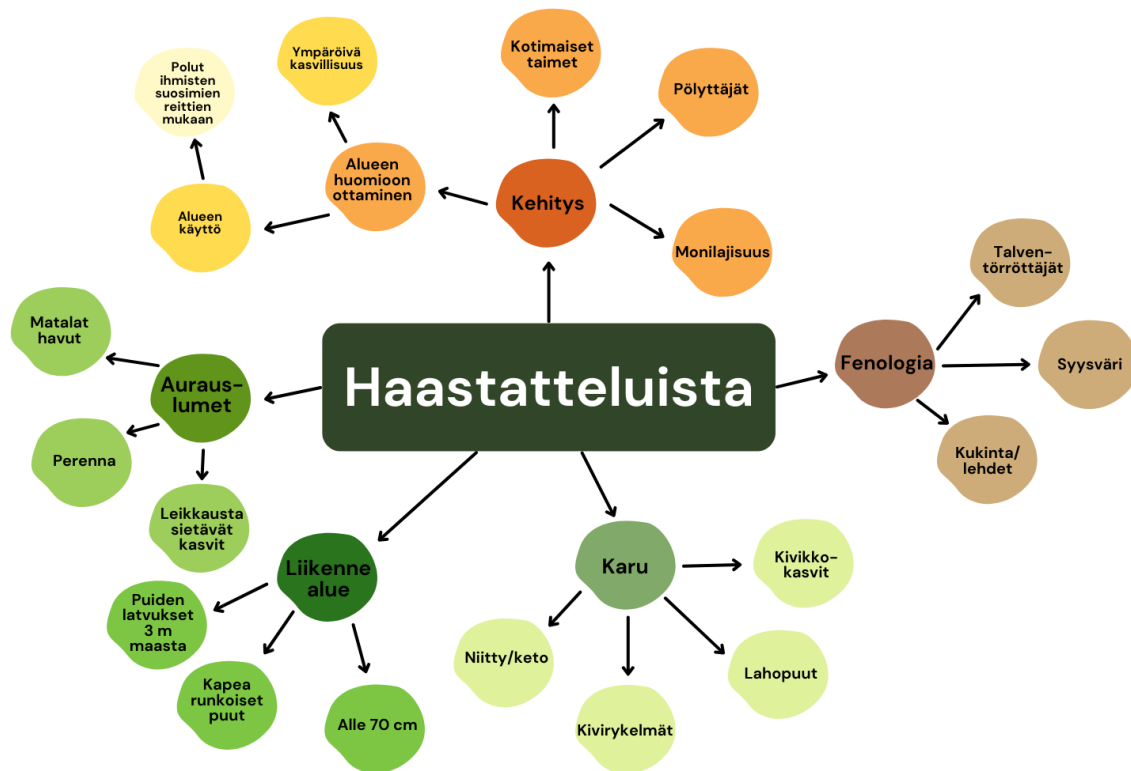 Haastatteluista
Kehitys
Kotimaiset
taimet
Pölyttäjät
Monilajisuus
Alueen
huomioon
ottaminen
Ympäröivä
kasvillisuus
Alueen
käyttö
Polut
ihmisten
suosimien
reittien
mukaan
Fenologia
Talven-
törröttäjät
Syysväri
Kukinta/
lehdet
Karu
Kivikko-
kasvit
Lahopuut
Kivirykelmät
Niitty/keto
Liikenne
alue
Alle 70 cm
Kapea
runkoiset
puut
Puiden
latvukset
3 m
maasta
Auraus-
lumet
Leikkausta
sietävät
kasvit
Perenna
Matalat
havut